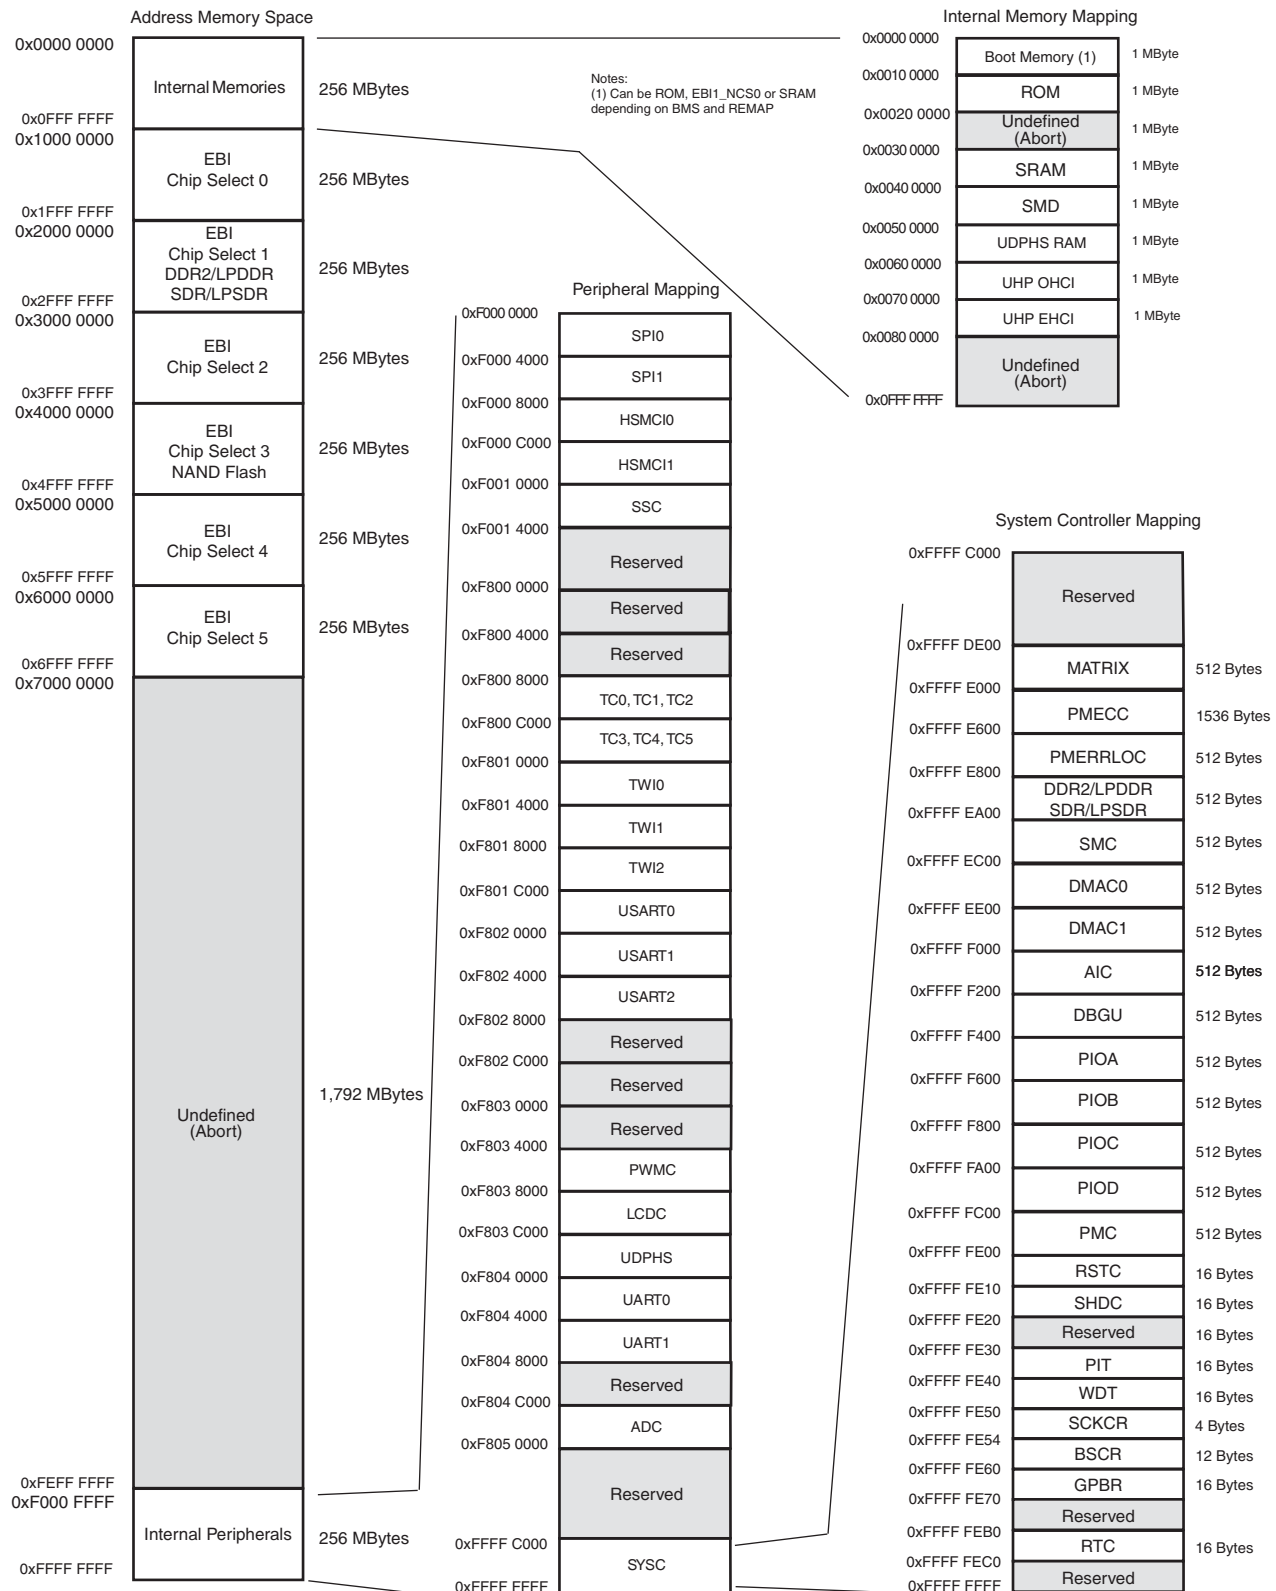 Address Memory Space
0x0000 0000
Internal Memories
256 MBytes
0x0FFF FFFF
0x1000 0000
EBI
Chip Select 0
256 MBytes
0x1FFF FFFF
0x2000 0000
EBI
Chip Select 1
DDR2/LPDDR
SDR/LPSDR
256 MBytes
0x2FFF FFFF
0x3000 0000
EBI
Chip Select 2
256 MBytes
0x3FFF FFFF
0x4000 0000
EBI
Chip Select 3
NAND Flash
256 MBytes
0x4FFF FFFF
0x5000 0000
EBI
Chip Select 4
256 MBytes
0x5FFF FFFF
0x6000 0000
EBI
Chip Select 5
256 MBytes
0x6FFF FFFF
0x7000 0000
Undefined
(Abort)
1,792 MBytes
0xFEFF FFFF
0xF000 FFFF
Internal Peripherals
256 MBytes
0xFFFF FFFF
Notes:
(1) Can be ROM, EBI1_NCS0 or SRAM
depending on BMS and REMAP
Peripheral Mapping
0xF000 0000
SPI0
0xF000 4000
SPI1
0xF000 8000
HSMCI0
0xF000 C000
HSMCI1
0xF001 0000
SSC
0xF001 4000
Reserved
0xF800 0000
Reserved
0xF800 4000
Reserved
0xF800 8000
TC0, TC1, TC2
0xF800 C000
TC3, TC4, TC5
0xF801 0000
TWI0
0xF801 4000
TWI1
0xF801 8000
TWI2
0xF801 C000
USART0
0xF802 0000
USART1
0xF802 4000
USART2
0xF802 8000
Reserved
0xF802 C000
Reserved
0xF803 0000
Reserved
0xF803 4000
PWMC
0xF803 8000
LCDC
0xF803 C000
UDPHS
0xF804 0000
UART0
0xF804 4000
UART1
0xF804 8000
Reserved
0xF804 C000
ADC
0xF805 0000
Reserved
0xFFFF C000
SYSC
0xFFFF FFFF
Internal Memory Mapping
0x0000 0000
Boot Memory (1)
1 MByte
0x0010 0000
ROM
1 MByte
0x0020 0000
Undefined
(Abort)
1 MByte
0x0030 0000
SRAM
1 MByte
0x0040 0000
SMD
1 MByte
0x0050 0000
UDPHS RAM
1 MByte
0x0060 0000
UHP OHCI
1 MByte
0x0070 0000
UHP EHCI
1 MByte
0x0080 0000
Undefined
(Abort)
0x0FFF FFFF
System Controller Mapping
0xFFFF C000
Reserved
0xFFFF DE00
MATRIX
512 Bytes
0xFFFF E000
PMECC
1536 Bytes
0xFFFF E600
PMERRLOC
512 Bytes
0xFFFF E800
DDR2/LPDDR
SDR/LPSDR
512 Bytes
0xFFFF EA00
SMC
512 Bytes
0xFFFF EC00
DMAC0
512 Bytes
0xFFFF EE00
DMAC1
512 Bytes
0xFFFF F000
AIC
512 Bytes
0xFFFF F200
DBGU
512 Bytes
0xFFFF F400
PIOA
512 Bytes
0xFFFF F600
PIOB
512 Bytes
0xFFFF F800
PIOC
512 Bytes
0xFFFF FA00
PIOD
512 Bytes
0xFFFF FC00
PMC
512 Bytes
0xFFFF FE00
RSTC
16 Bytes
0xFFFF FE10
SHDC
16 Bytes
0xFFFF FE20
Reserved
16 Bytes
0xFFFF FE30
PIT
16 Bytes
0xFFFF FE40
WDT
16 Bytes
0xFFFF FE50
SCKCR
4 Bytes
0xFFFF FE54
BSCR
12 Bytes
0xFFFF FE60
GPBR
16 Bytes
0xFFFF FE70
Reserved
0xFFFF FEB0
RTC
16 Bytes
0xFFFF FEC0
Reserved
0xFFFF FFFF